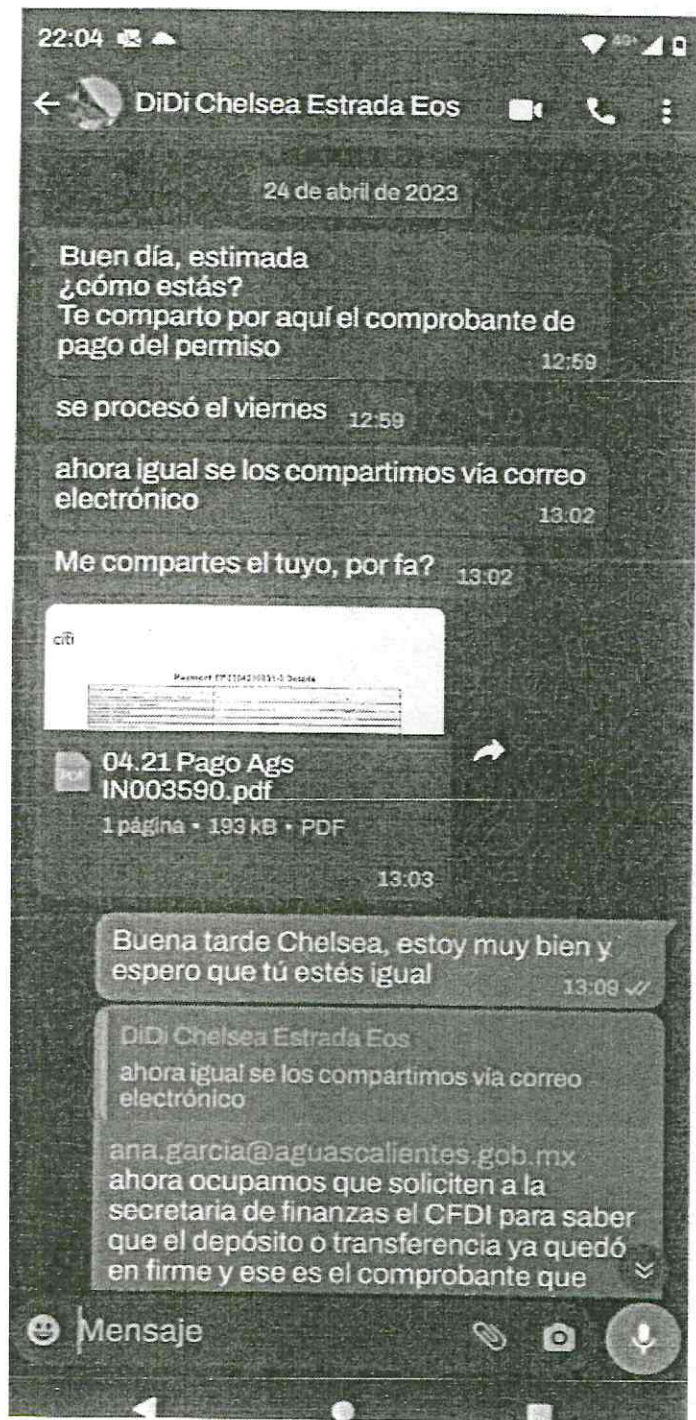 22:04
DiDi Chelsea Estrada Eos
24 de abril de 2023
Buen día, estimada
¿cómo estás?
Te comparto por aquí el comprobante de
pago del permiso
12:59
se procesó el viernes 12:59
ahora igual se los compartimos vía correo
electrónico
13:02
Me compartes el tuyo, por fa? 13:02
citi
04.21 Pago Ags
IN003590.pdf
1 página • 193 kB • PDF
13:03
Buena tarde Chelsea, estoy muy bien y
espero que tú estés igual
13:09
DiDi Chelsea Estrada Eos
ahora igual se los compartimos vía correo
electrónico
ana.garcia@aguascalientes.gob.mx
ahora ocupamos que soliciten a la
secretaria de finanzas el CFDI para saber
que el depósito o transferencia ya quedó
en firme y ese es el comprobante que
Mensaje